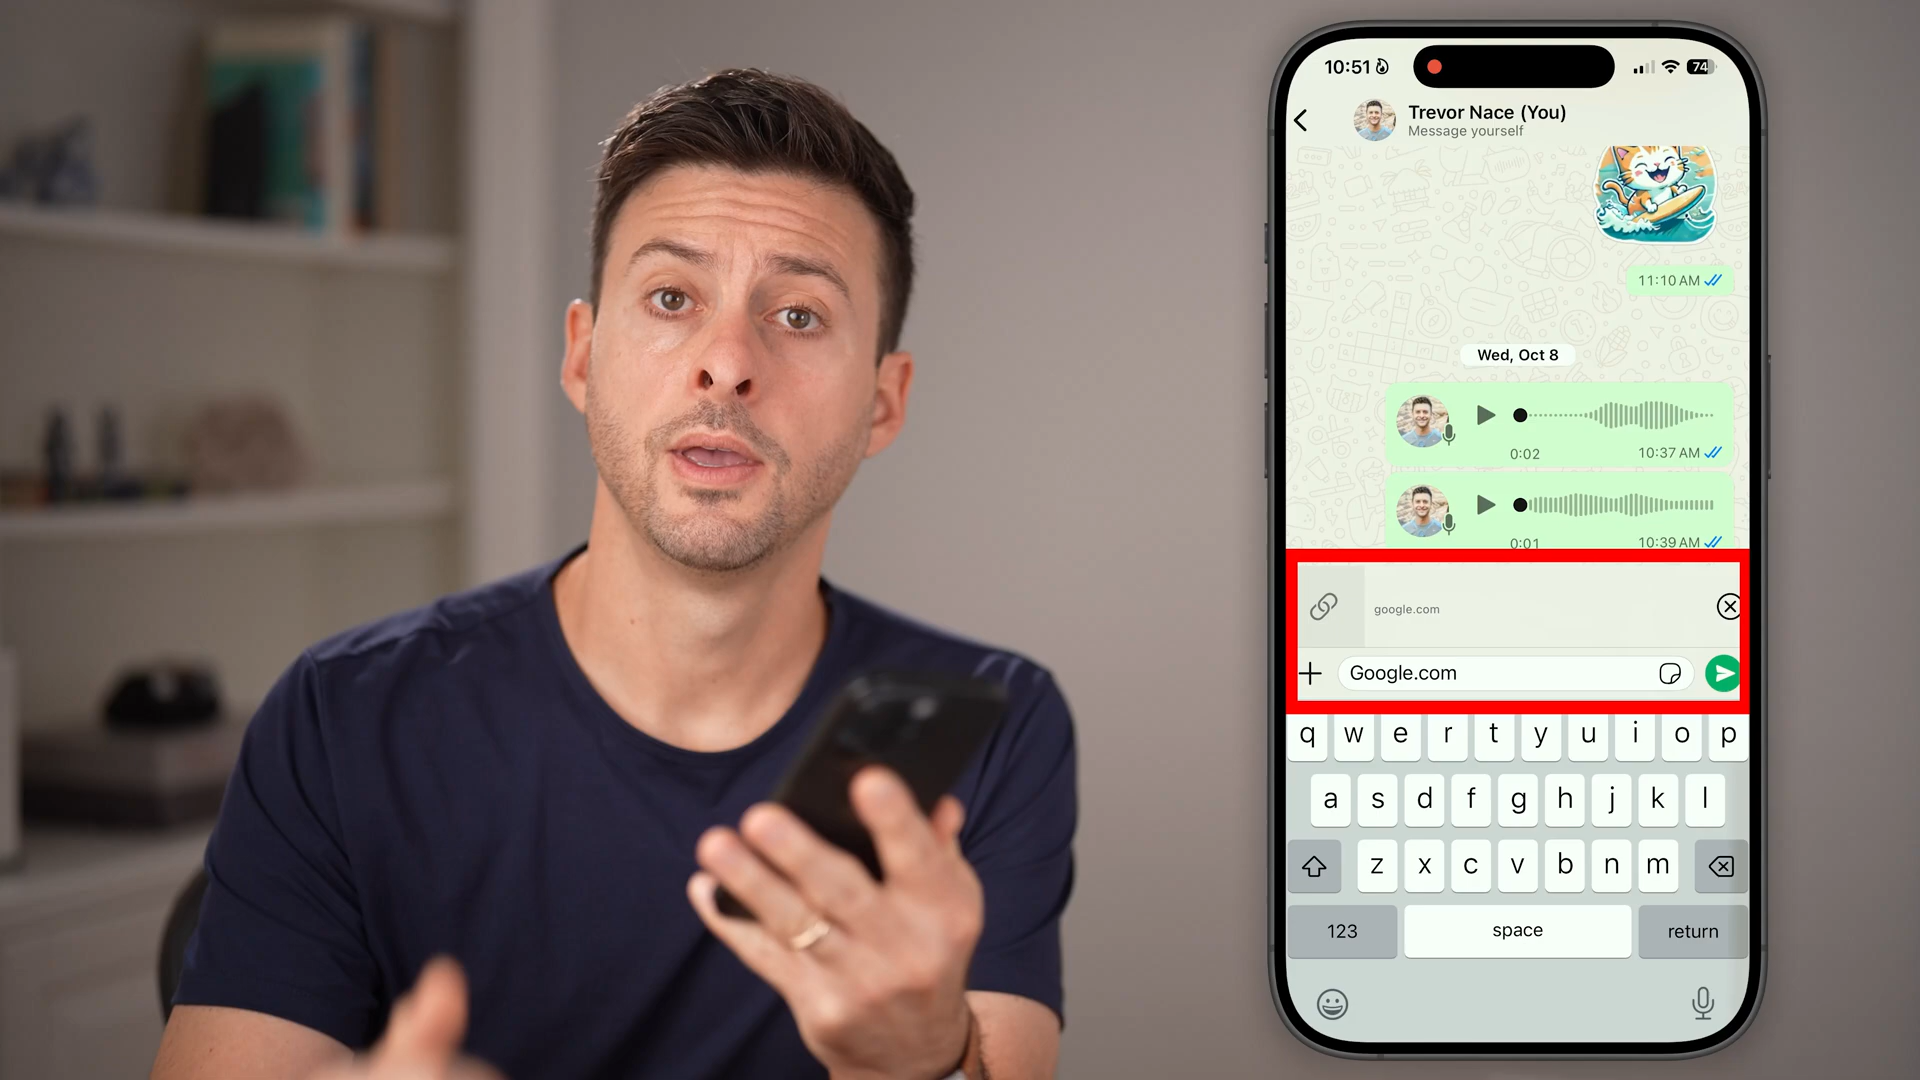 10:51
74
Trevor Nace (You)
Message yourself
11:10 AM
Wed, Oct 8
0:02
10:37 AM
0:01
10:39 AM
google.com
Google.com
q w e r t y u i o p
a s d f g h j k l
z x c v b n m
123 space return